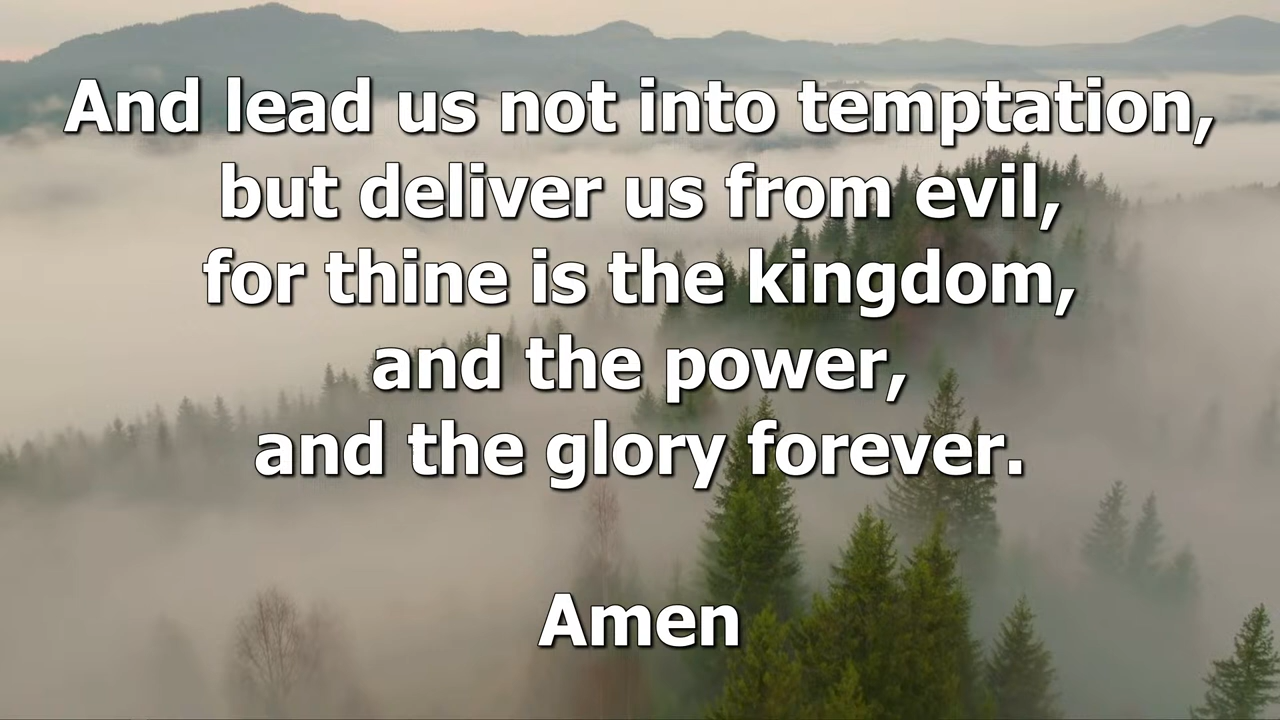 And lead us not into temptation,
but deliver us from evil,
for thine is the kingdom,
and the power,
and the glory forever.
Amen